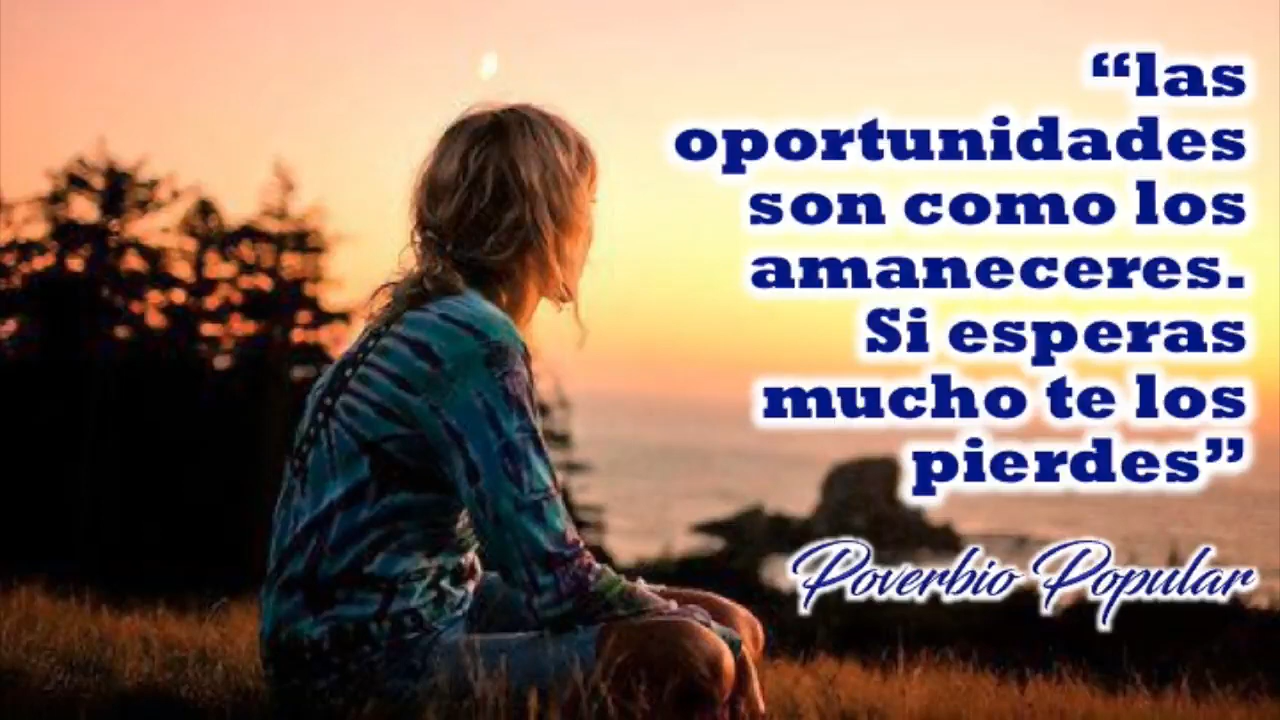 “las
oportunidades
son como los
amaneceres.
Si esperas
mucho te los
pierdes”
Poverbio Popular